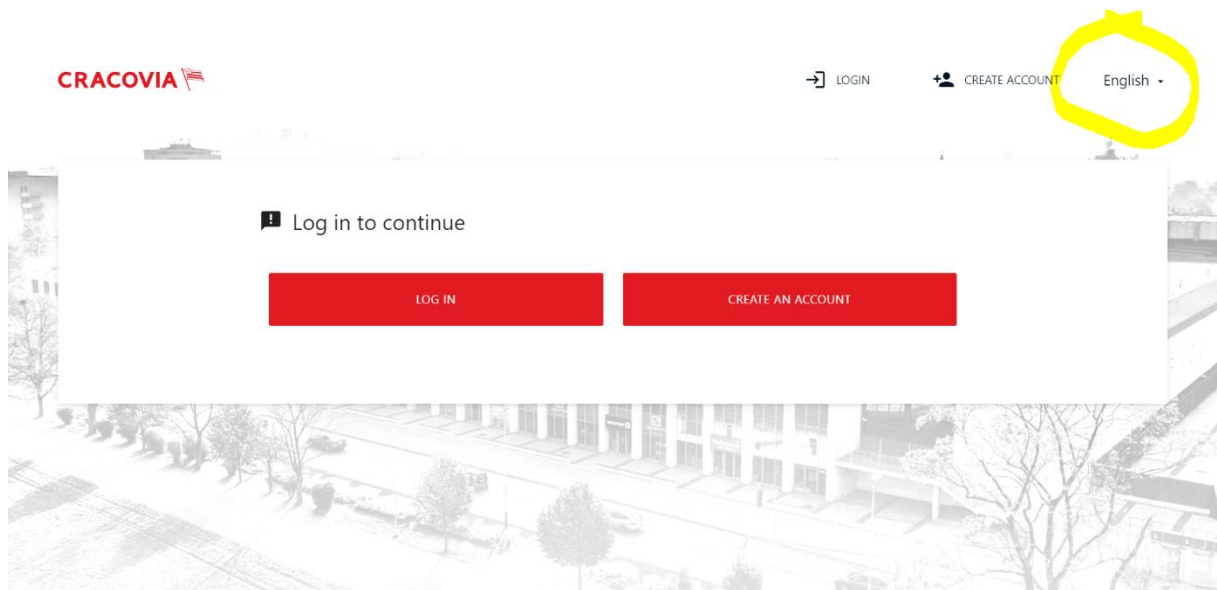 CRACOVIA
LOGIN
CREATE ACCOUNT
English
Log in to continue
LOG IN
CREATE AN ACCOUNT